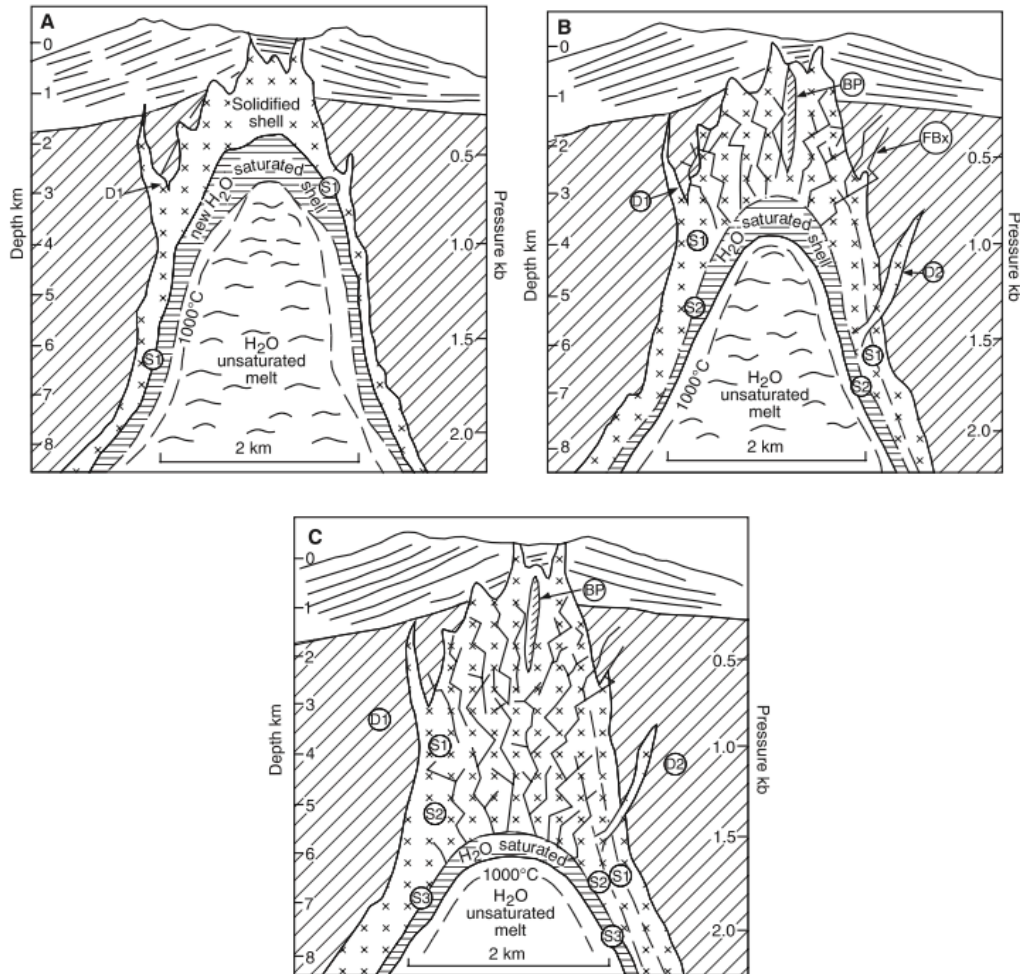 A
0
1
2
3
4
5
6
8
Depth km
Solidified
shell
new H₂O saturated shell
D1
S1
S1
1000°C
H₂O
unsaturated
melt
2 km
0.5
1.0
1.5
2.0
Pressure kb
B
0
1
2
3
4
5
6
7
8
Depth km
BP
FBx
D1
S1
S2
H₂O saturated shell
D2
S1
S2
1000°C
H₂O
unsaturated
melt
2 km
0.5
1.0
1.5
2.0
Pressure kb
C
0
1
2
3
4
5
6
7
8
Depth km
BP
D1
S1
S2
S3
D2
H₂O saturated
S2
S1
S3
1000°C
H₂O
unsaturated
melt
2 km
0.5
1.0
1.5
2.0
Pressure kb